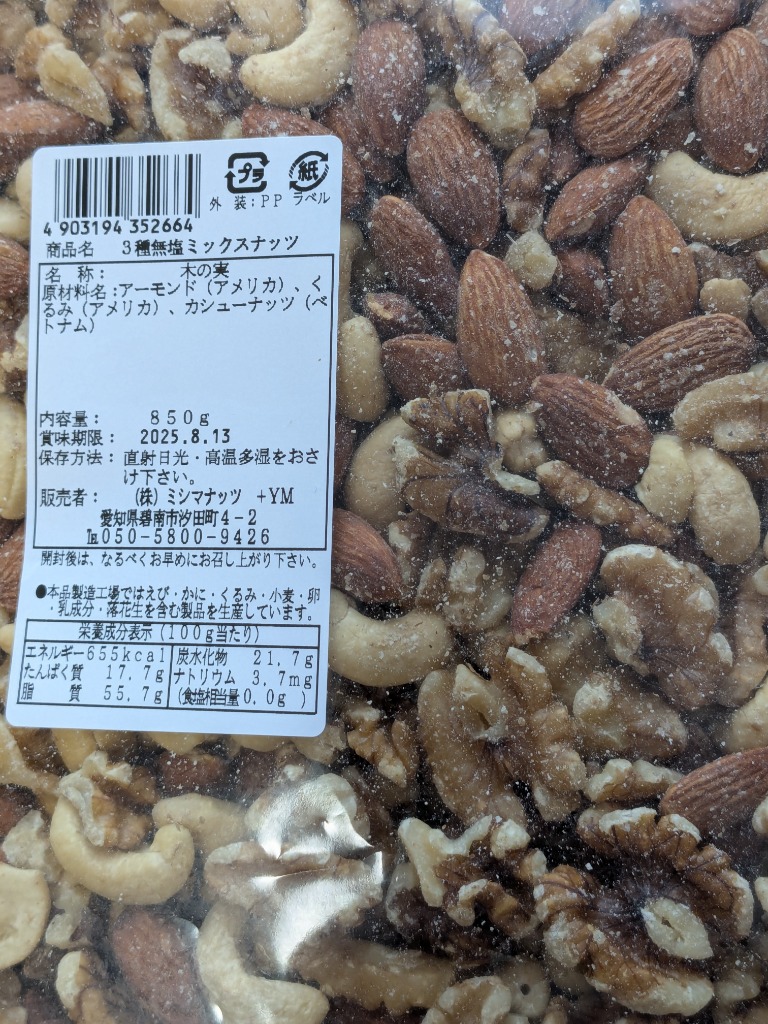 プラ
紙
外装:PP ラベル
4 903194 352664
商品名 3種無塩ミックスナッツ
名 称: 木の実
原材料名:アーモンド（アメリカ）、く
るみ（アメリカ）、カシューナッツ（ベ
トナム）
内容量: 850g
賞味期限: 2025.8.13
保存方法: 直射日光・高温多湿をおさ
け下さい。
販売者: (株) ミシマナッツ +YM
愛知県碧南市汐田町4-2
℡050-5800-9426
開封後は、なるべくお早めにお召し上がり下さい。
●本品製造工場ではえび・かに・くるみ・小麦・卵
・乳成分・落花生を含む製品を生産しています。
栄養成分表示（100g当たり）
エネルギー655kcal 炭水化物 21.7g
たんぱく質 17.7g ナトリウム 3.7mg
脂 質 55.7g (食塩相当量0.0g )